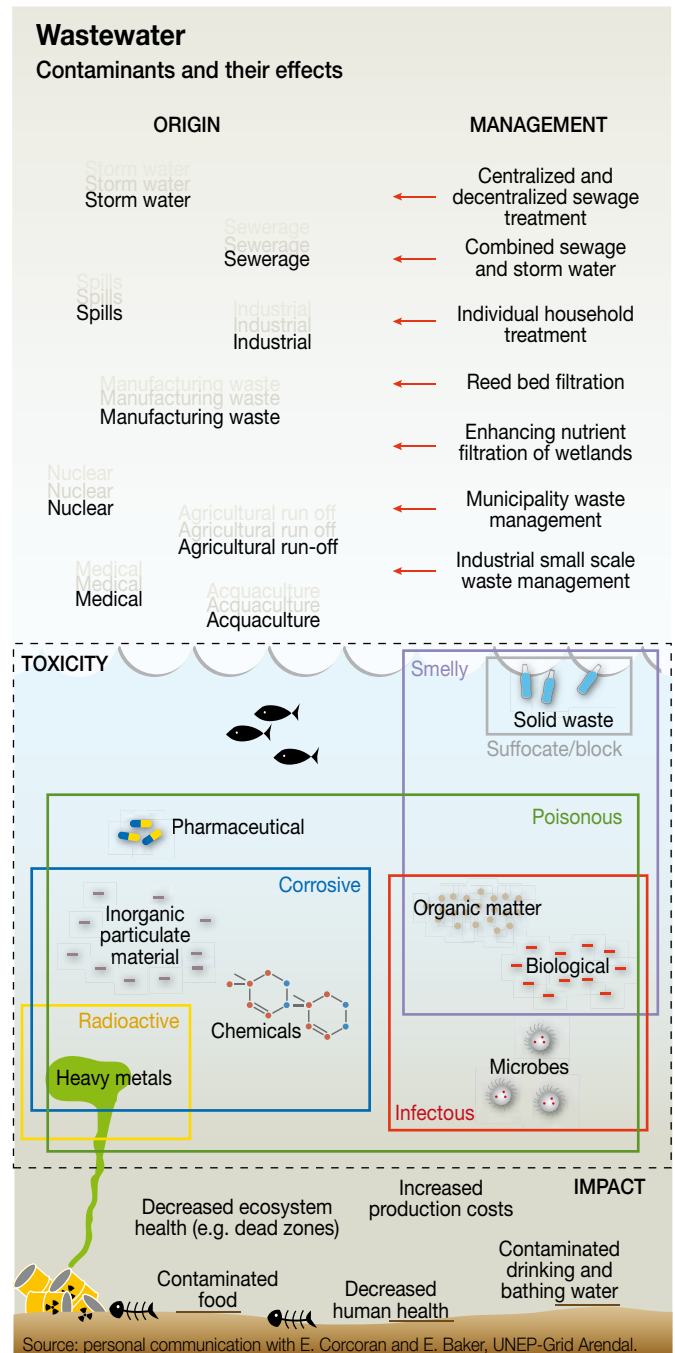 Wastewater
Contaminants and their effects
ORIGIN
MANAGEMENT
Storm water
Storm water
Storm water
Sewerage
Sewerage
Sewerage
Spills
Spills
Spills
Industrial
Industrial
Industrial
Manufacturing waste
Manufacturing waste
Manufacturing waste
Nuclear
Nuclear
Nuclear
Agricultural run off
Agricultural run off
Agricultural run-off
Medical
Medical
Medical
Acquaculture
Acquaculture
Acquaculture
Centralized and
decentralized sewage
treatment
Combined sewage
and storm water
Individual household
treatment
Reed bed filtration
Enhancing nutrient
filtration of wetlands
Municipality waste
management
Industrial small scale
waste management
TOXICITY
Smelly
Solid waste
Suffocate/block
Pharmaceutical
Poisonous
Corrosive
Inorganic
particulate
material
Organic matter
Biological
Radioactive
Chemicals
Heavy metals
Microbes
Infectous
IMPACT
Decreased ecosystem
health (e.g. dead zones)
Increased
production costs
Contaminated
food
Decreased
human health
Contaminated
drinking and
bathing water
Source: personal communication with E. Corcoran and E. Baker, UNEP-Grid Arendal.